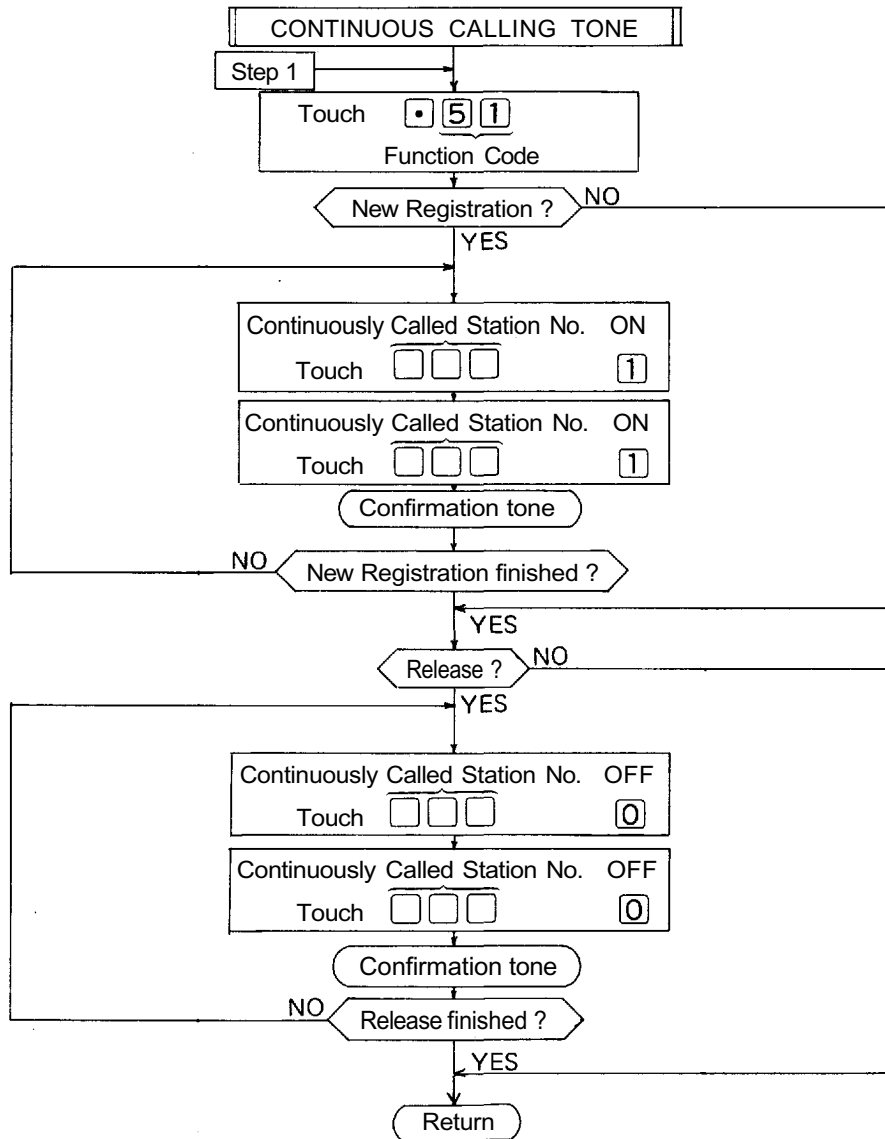 CONTINUOUS CALLING TONE
Step 1
Touch • 5 1
Function Code
New Registration ? NO
YES
Continuously Called Station No. ON
Touch 1
Continuously Called Station No. ON
Touch 1
Confirmation tone
NO New Registration finished ?
YES
Release ? NO
YES
Continuously Called Station No. OFF
Touch 0
Continuously Called Station No. OFF
Touch 0
Confirmation tone
NO Release finished ?
YES
Return